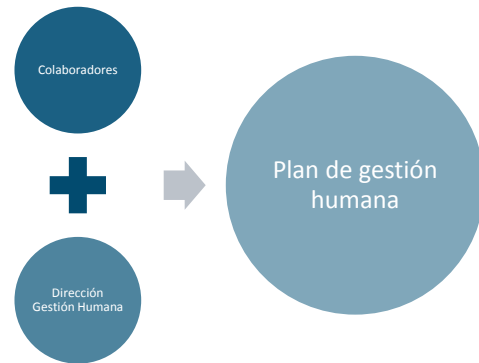 Colaboradores
Plan de gestión
humana
Dirección
Gestión Humana